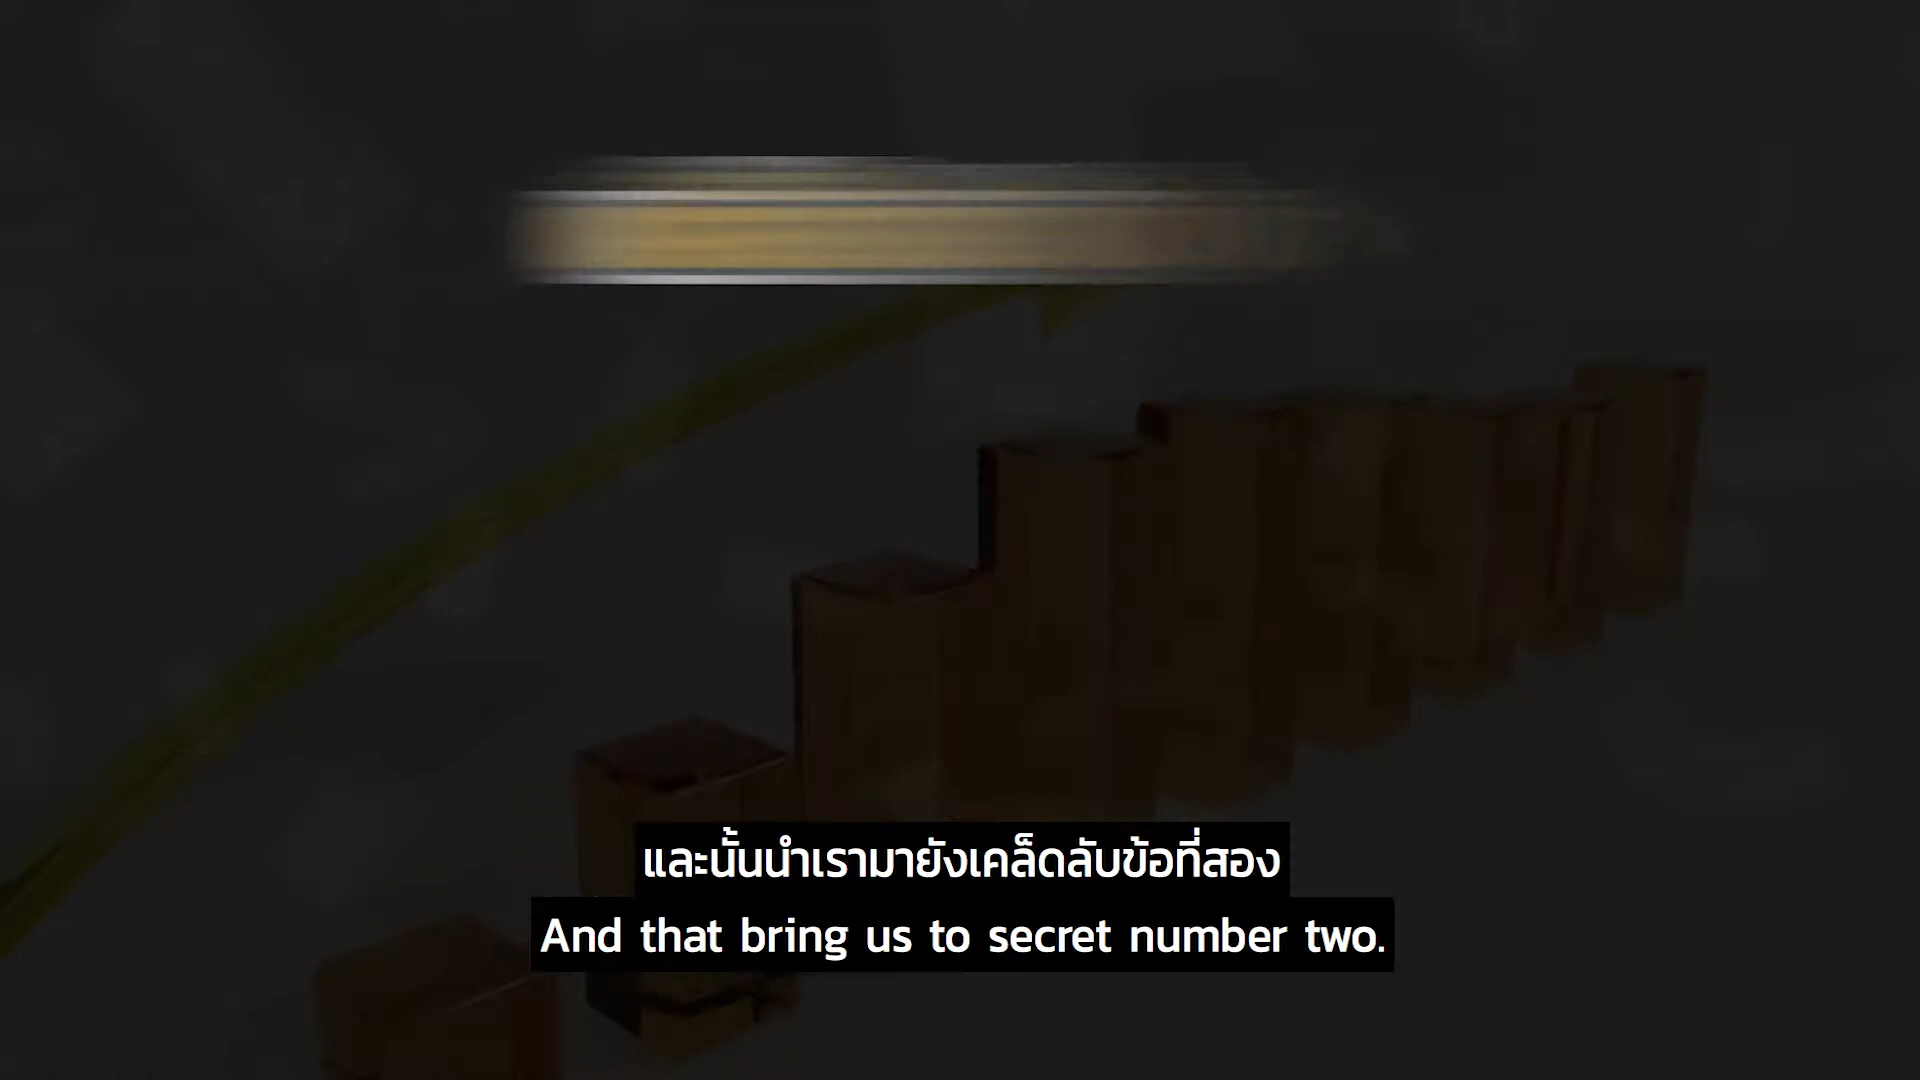 และนั้นนำเรามายังเคล็ดลับข้อที่สอง
And that bring us to secret number two.